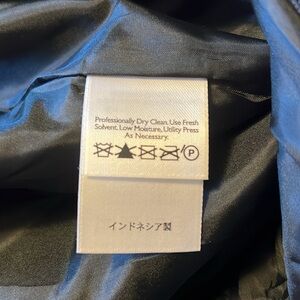 Professionally Dry Clean. Use Fresh
Solvent. Low Moisture, Utility Press
As Necessary.
P
インドネシア製